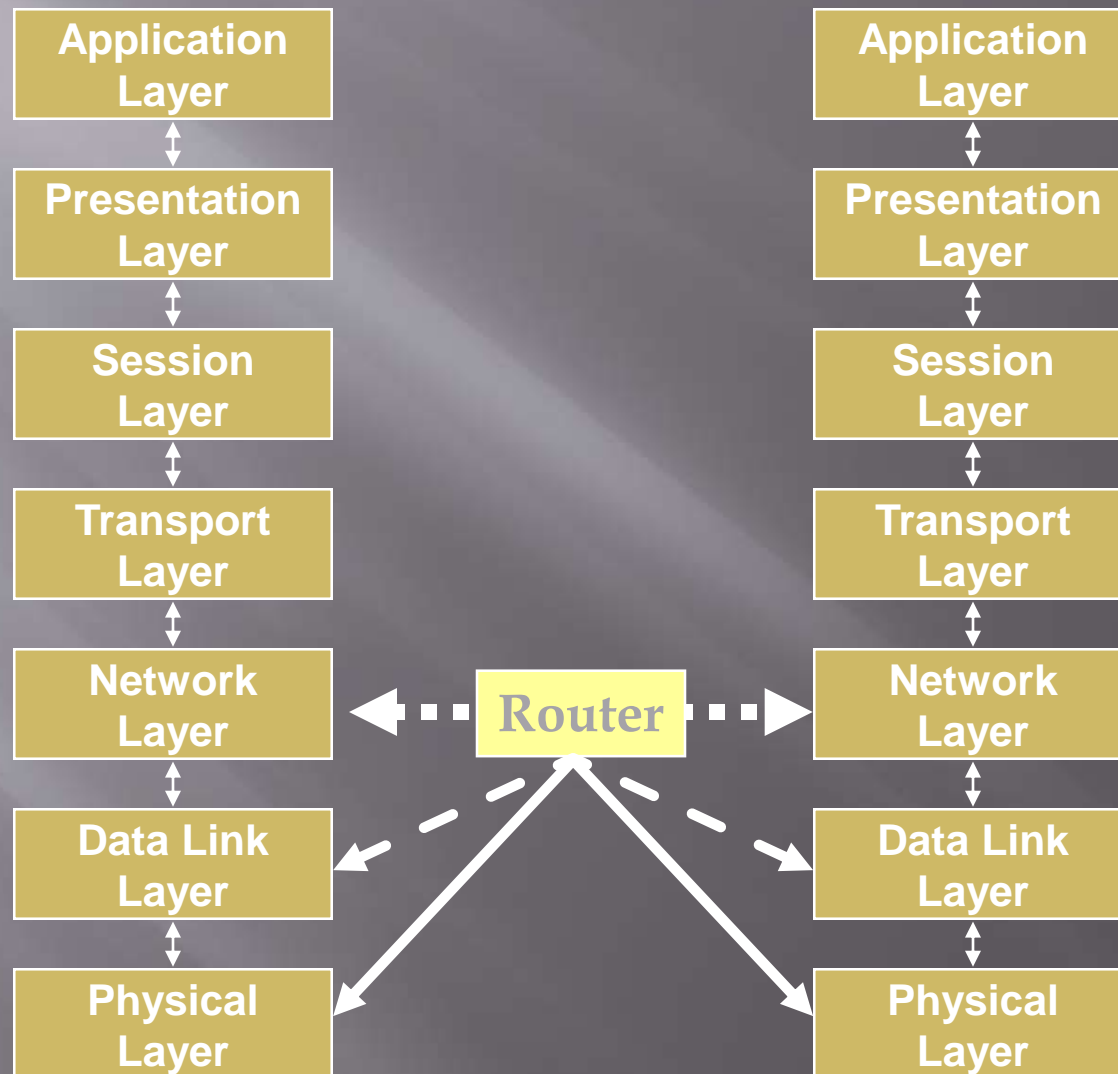 Application
Layer
Presentation
Layer
Session
Layer
Transport
Layer
Network
Layer
Data Link
Layer
Physical
Layer
Router
Application
Layer
Presentation
Layer
Session
Layer
Transport
Layer
Network
Layer
Data Link
Layer
Physical
Layer